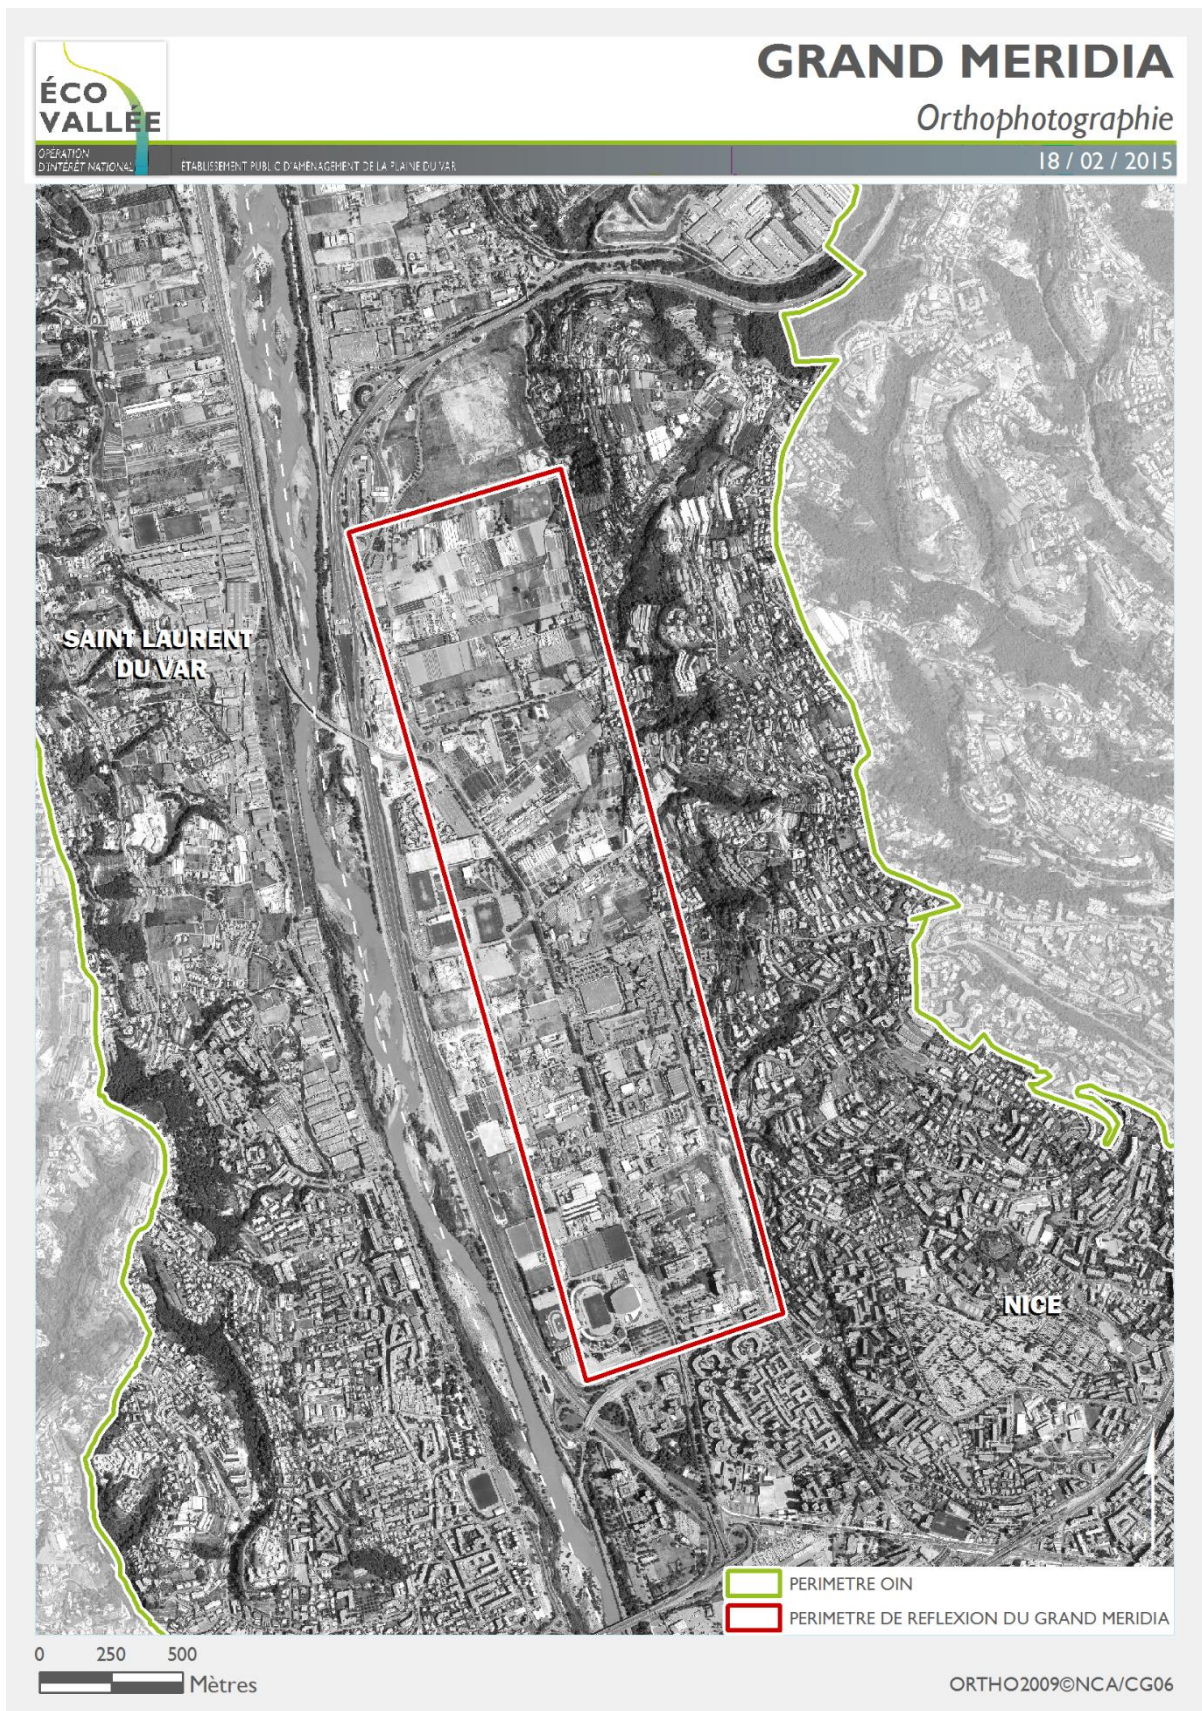 ÉCO
VALLÉE
OPÉRATION
D'INTÉRÊT NATIONAL
ETABLISSEMENT PUBLIC D'AMENAGEMENT DE LA PLAINE DU VAR
GRAND MERIDIA
Orthophotographie
18 / 02 / 2015
SAINT LAURENT
DU VAR
NICE
N
PERIMETRE OIN
PERIMETRE DE REFLEXION DU GRAND MERIDIA
0 250 500
Mètres
ORTHO2009©NCA/CG06